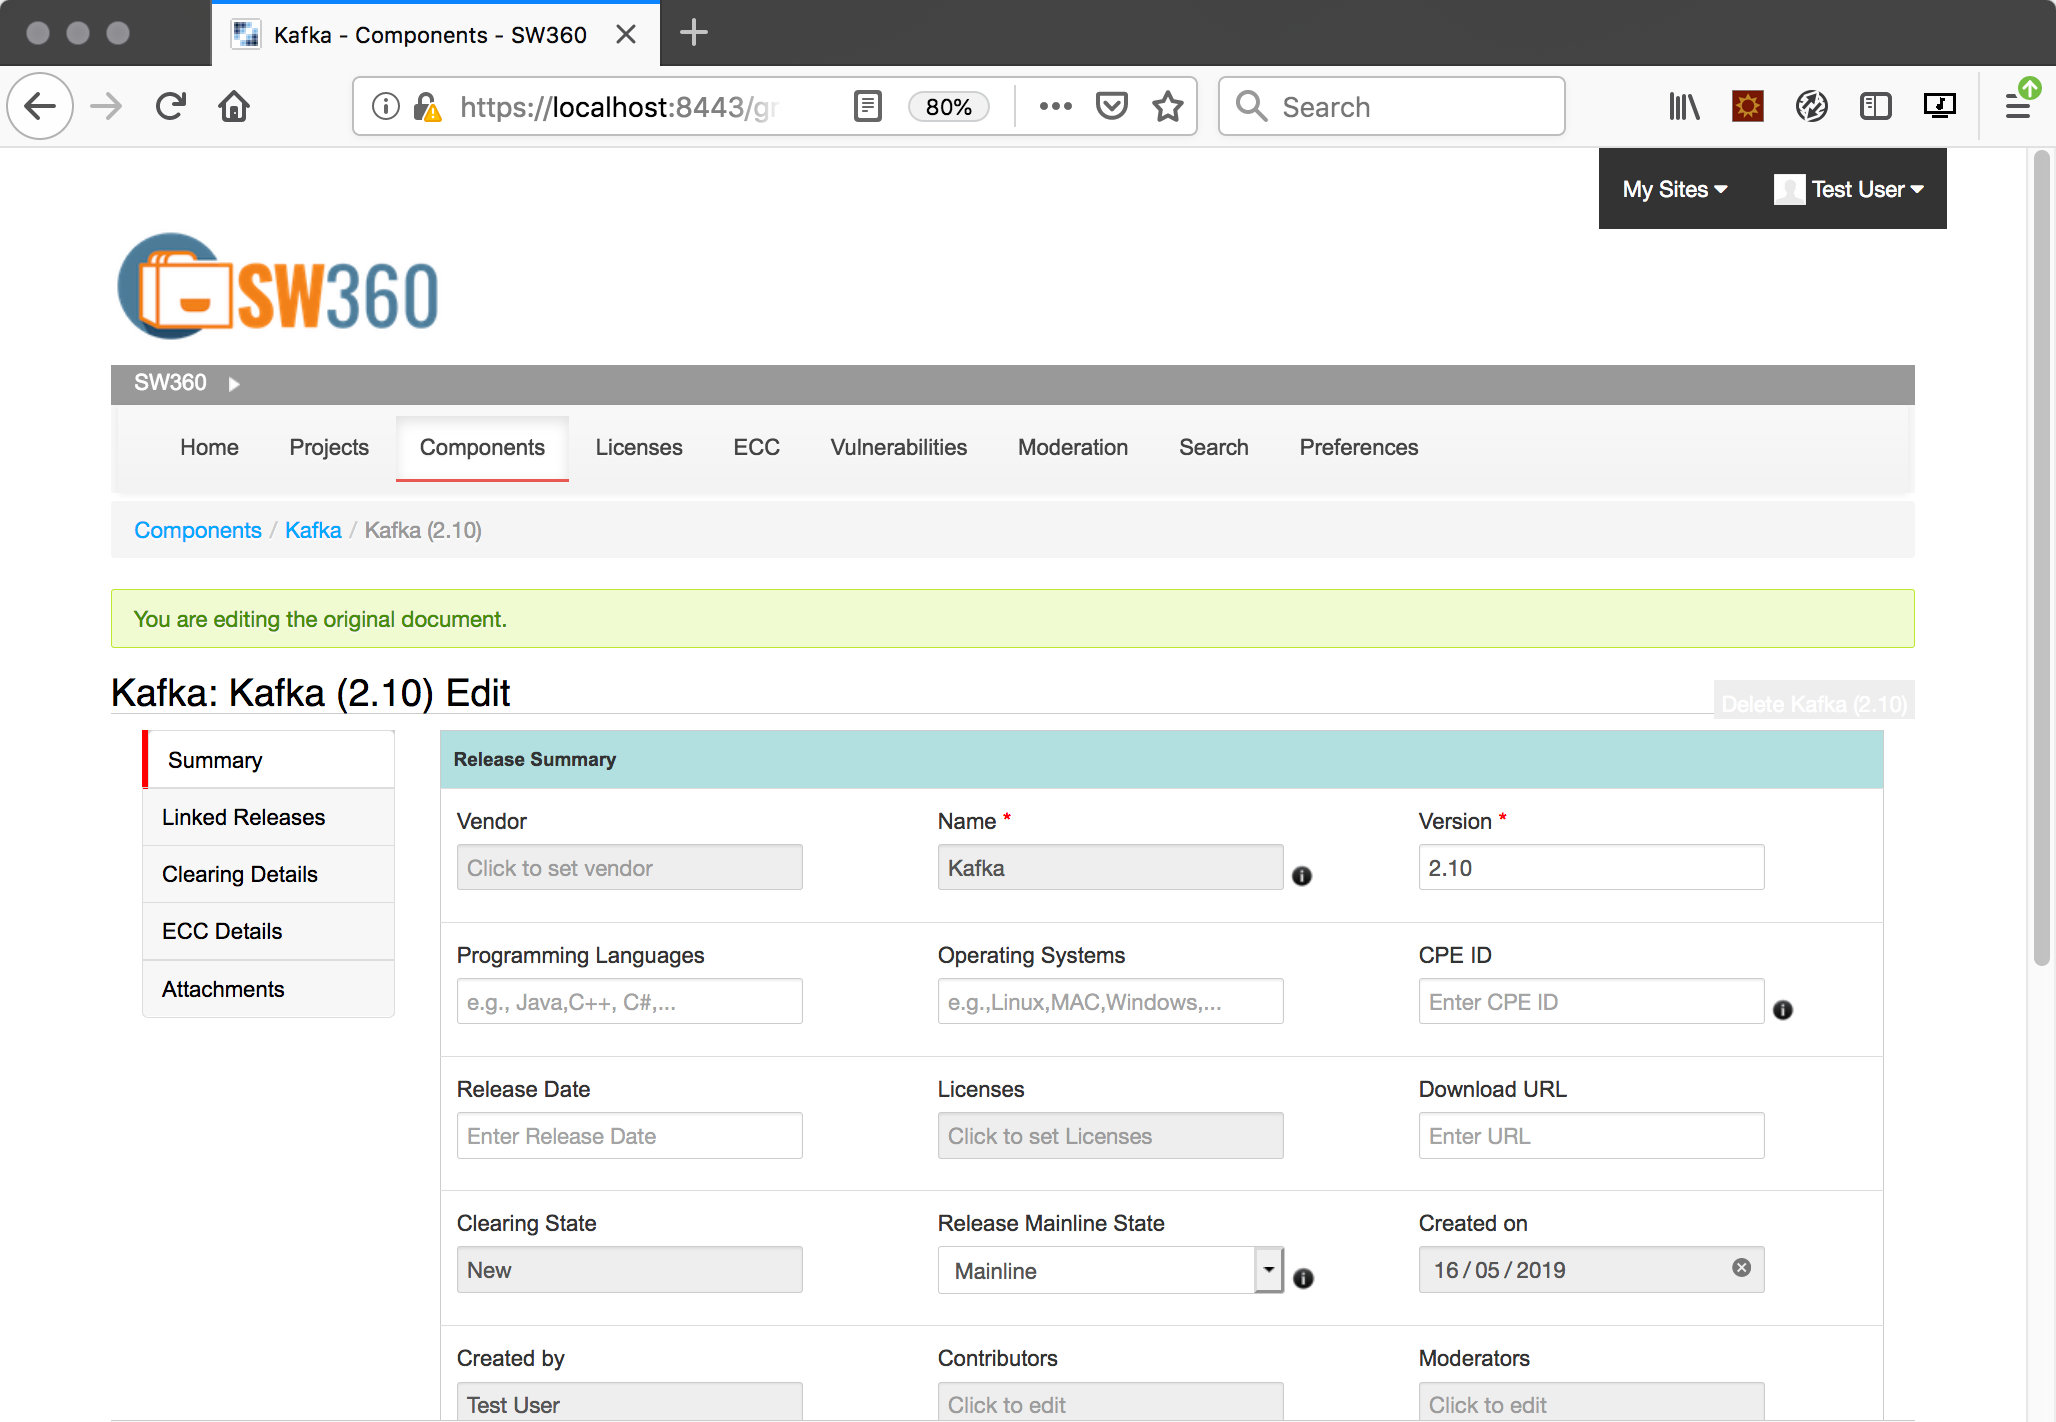 Kafka - Components - SW360
https://localhost:8443/gr
80%
Search
My Sites
Test User
SW360
SW360
Home
Projects
Components
Licenses
ECC
Vulnerabilities
Moderation
Search
Preferences
Components / Kafka / Kafka (2.10)
You are editing the original document.
Kafka: Kafka (2.10) Edit
Delete Kafka (2.10)
Summary
Linked Releases
Clearing Details
ECC Details
Attachments
Release Summary
Vendor
Name *
Version *
Click to set vendor
Kafka
2.10
Programming Languages
Operating Systems
CPE ID
e.g., Java,C++, C#,...
e.g.,Linux,MAC,Windows,...
Enter CPE ID
Release Date
Licenses
Download URL
Enter Release Date
Click to set Licenses
Enter URL
Clearing State
Release Mainline State
Created on
New
Mainline
16 / 05 / 2019
Created by
Contributors
Moderators
Test User
Click to edit
Click to edit